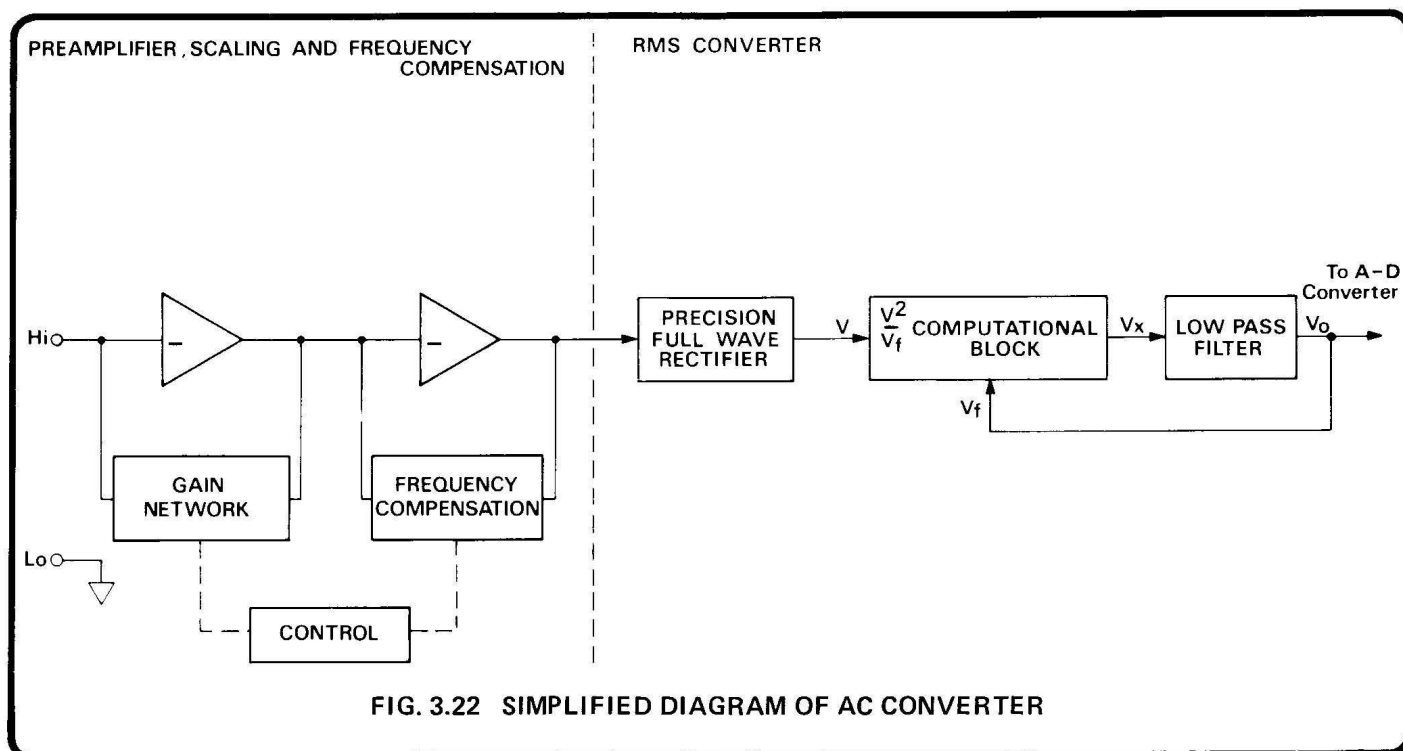 PREAMPLIFIER, SCALING AND FREQUENCY
COMPENSATION
RMS CONVERTER
Hi
−
−
GAIN
NETWORK
FREQUENCY
COMPENSATION
Lo
CONTROL
PRECISION
FULL WAVE
RECTIFIER
V
V²
Vf
COMPUTATIONAL
BLOCK
Vf
Vx
LOW PASS
FILTER
To A-D
Converter
Vo
FIG. 3.22 SIMPLIFIED DIAGRAM OF AC CONVERTER